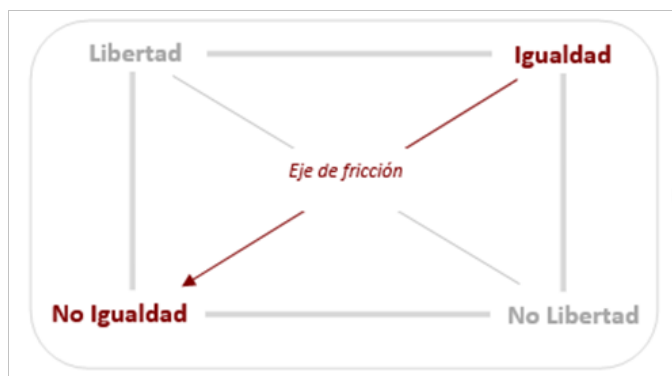 Libertad
Igualdad
Eje de fricción
No Igualdad
No Libertad